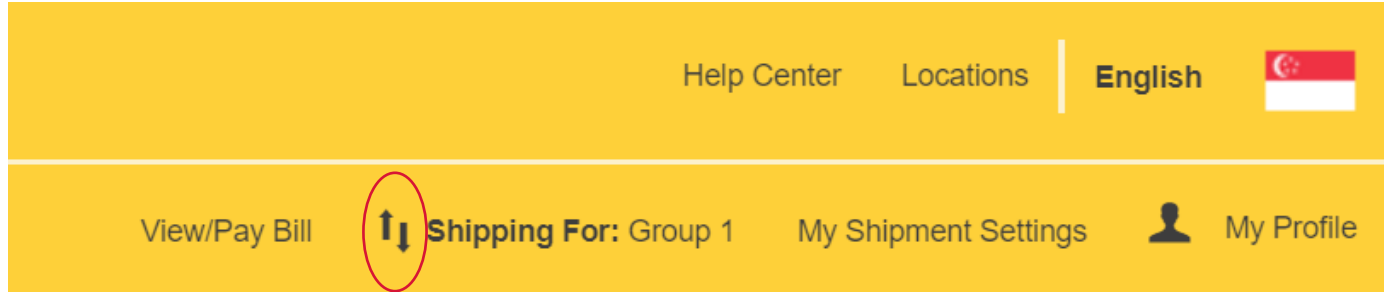 Help Center Locations English
View/Pay Bill Shipping For: Group 1 My Shipment Settings My Profile